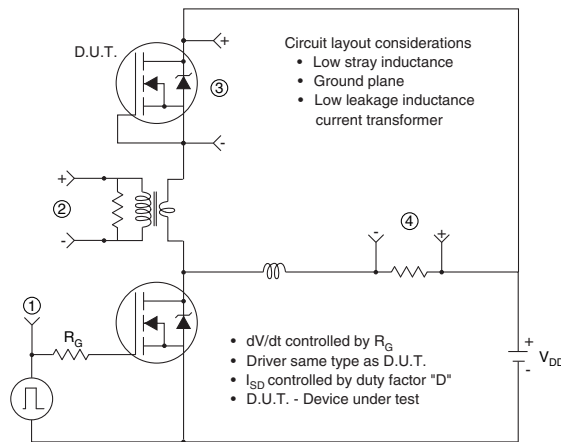 D.U.T.
+
③
-
Circuit layout considerations
• Low stray inductance
• Ground plane
• Low leakage inductance
current transformer
+
②
-
④
- +
①
R_G
• dV/dt controlled by R_G
• Driver same type as D.U.T.
• I_SD controlled by duty factor "D"
• D.U.T. - Device under test
+
V_DD
-